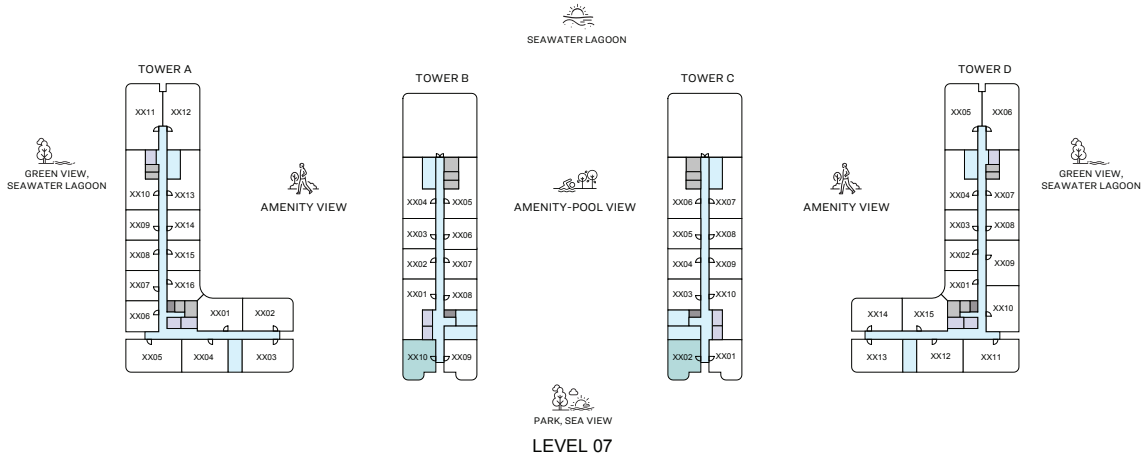 SEAWATER LAGOON
TOWER A
TOWER B
TOWER C
TOWER D
GREEN VIEW,
SEAWATER LAGOON
AMENITY VIEW
AMENITY-POOL VIEW
AMENITY VIEW
GREEN VIEW,
SEAWATER LAGOON
XX11 XX12
XX10 XX13
XX09 XX14
XX08 XX15
XX07 XX16
XX06 XX01 XX02
XX05 XX04 XX03
XX04 XX05
XX03 XX06
XX02 XX07
XX01 XX08
XX10 XX09
XX06 XX07
XX05 XX08
XX04 XX09
XX03 XX10
XX02 XX01
XX05 XX06
XX04 XX07
XX03 XX08
XX02 XX09
XX01
XX10
XX14 XX15
XX13 XX12 XX11
PARK, SEA VIEW
LEVEL 07